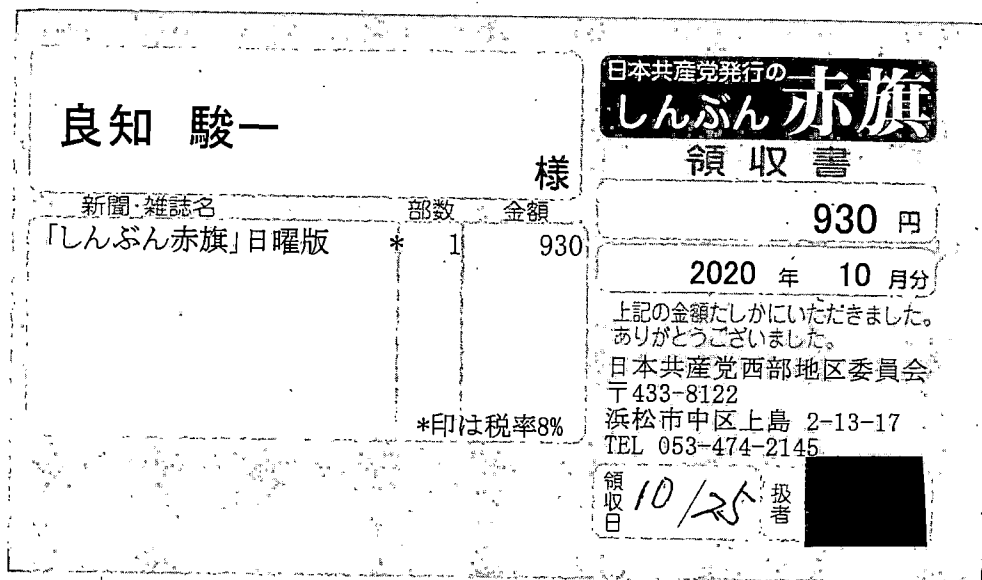 良知 駿一
様
新聞・雑誌名 部数 金額
「しんぶん赤旗」日曜版 * 1 930
*印は税率8%
日本共産党発行の
しんぶん赤旗
領収書
930 円
2020 年 10 月分
上記の金額たしかにいただきました。
ありがとうございました。
日本共産党西部地区委員会
〒433-8122
浜松市中区上島 2-13-17
TEL 053-474-2145
領収日 10/25 扱者